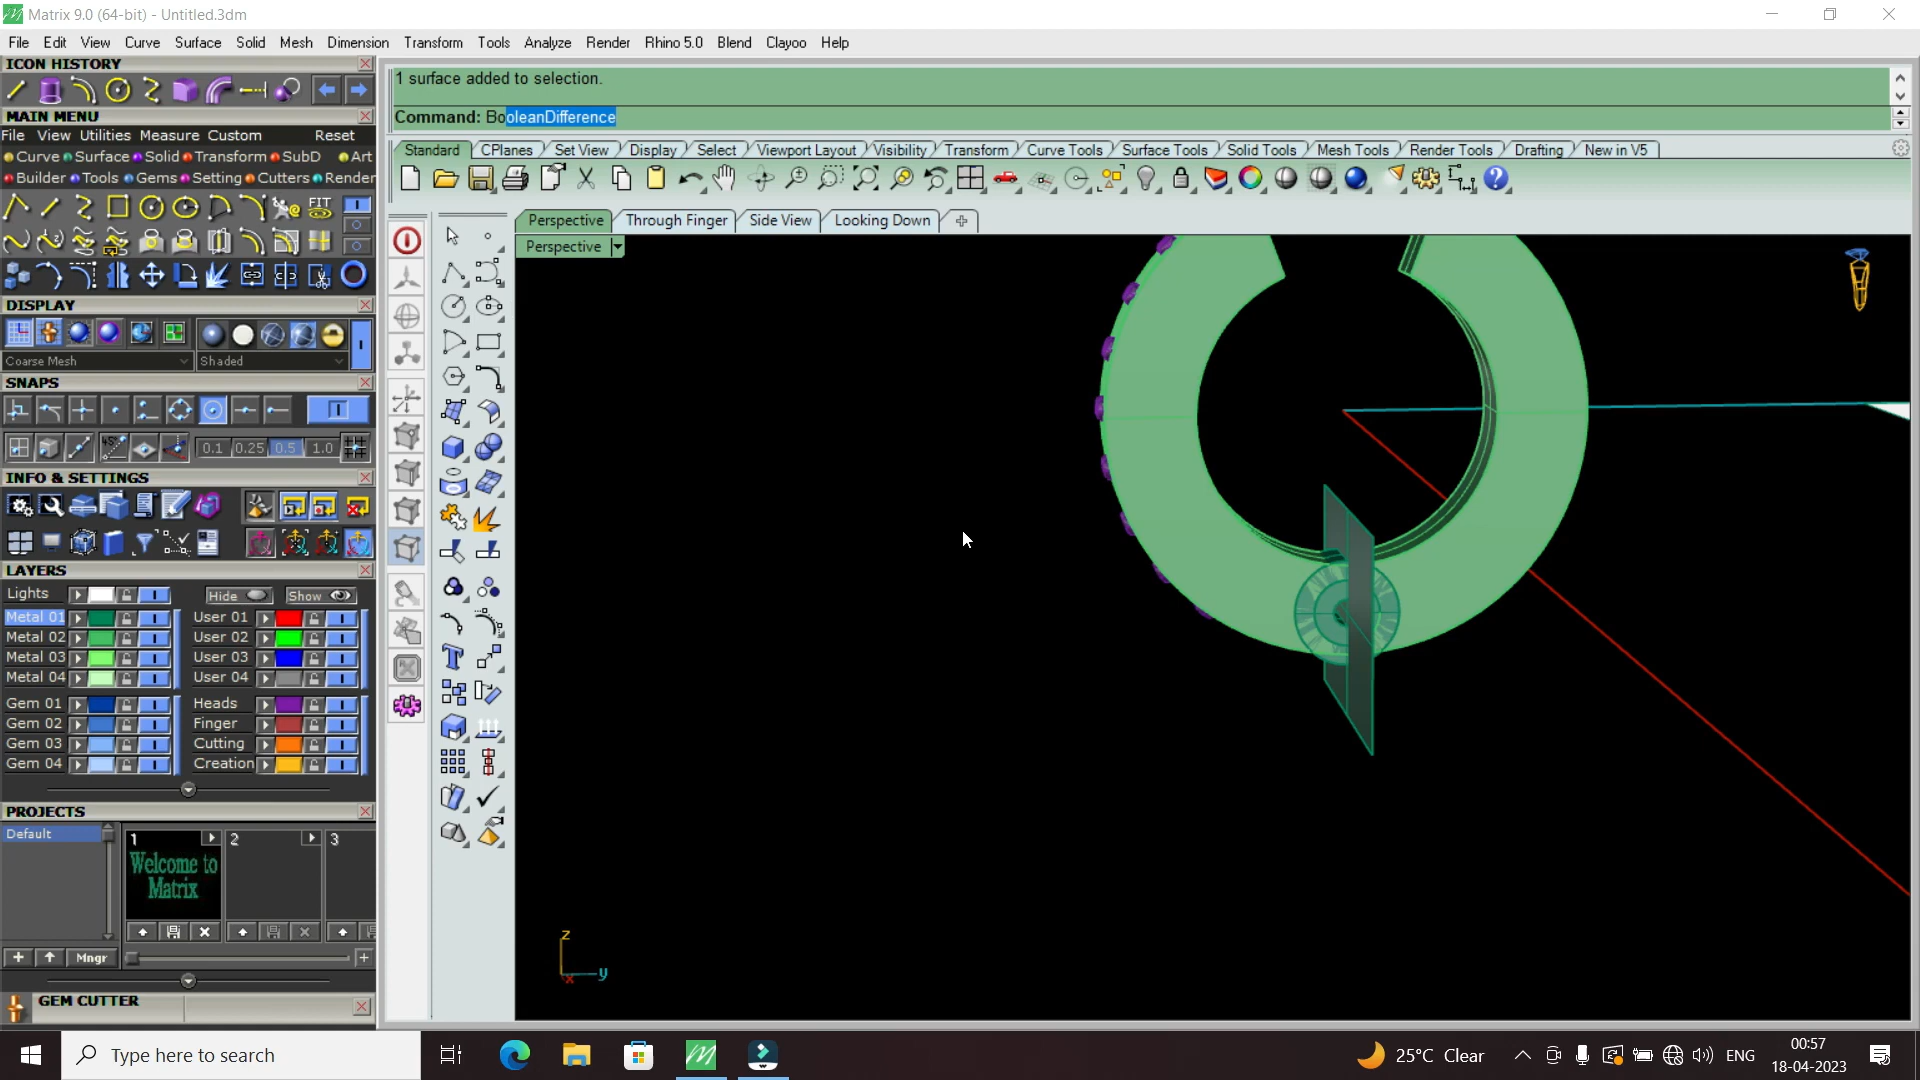 Matrix 9.0 (64-bit) - Untitled.3dm
File Edit View Curve Surface Solid Mesh Dimension Transform Tools Analyze Render Rhino 5.0 Blend Clayoo Help
ICON HISTORY
1 surface added to selection.
Command: BooleanDifference
MAIN MENU
File View Utilities Measure Custom Reset
Curve Surface Solid Transform SubD Art
Builder Tools Gems Setting Cutters Render
Standard CPlanes Set View Display Select Viewport Layout Visibility Transform Curve Tools Surface Tools Solid Tools Mesh Tools Render Tools Drafting New in V5
FIT
Perspective Through Finger Side View Looking Down
Perspective
DISPLAY
Coarse Mesh Shaded
SNAPS
0.1 0.25 0.5 1.0
INFO & SETTINGS
LAYERS
Lights Hide Show
Metal 01 User 01
Metal 02 User 02
Metal 03 User 03
Metal 04 User 04
Gem 01 Heads
Gem 02 Finger
Gem 03 Cutting
Gem 04 Creation
PROJECTS
Default 1 2 3
Welcome to
Matrix
Mngr
GEM CUTTER
z
y
x
Type here to search
25°C Clear
ENG
00:57
18-04-2023